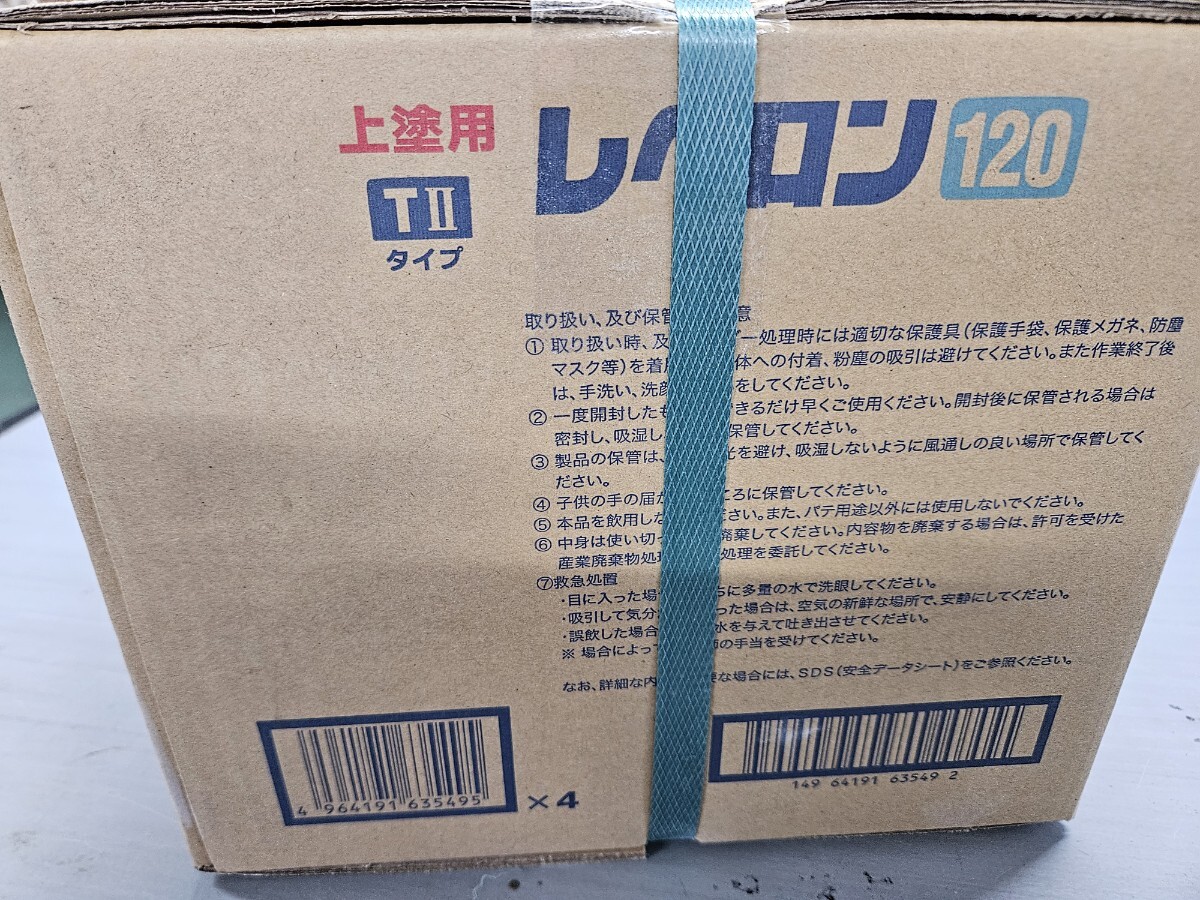 上塗用
レベロン 120
TⅡ
タイプ
取り扱い、及び保管 意
① 取り扱い時、及 ー処理時には適切な保護具(保護手袋、保護メガネ、防塵
マスク等)を着 体への付着、粉塵の吸引は避けてください。また作業終了後
は、手洗い、洗顔 をしてください。
② 一度開封したも きるだけ早くご使用ください。開封後に保管される場合は
密封し、吸湿し 保管してください。
③ 製品の保管は、 を避け、吸湿しないように風通しの良い場所で保管してく
ださい。
④ 子供の手の届か ころに保管してください。
⑤ 本品を飲用しな ださい。また、パテ用途以外には使用しないでください。
⑥ 中身は使い切っ 廃棄してください。内容物を廃棄する場合は、許可を受けた
産業廃棄物処理 処理を委託してください。
⑦救急処置
・目に入った場 ちに多量の水で洗眼してください。
・吸引して気分 った場合は、空気の新鮮な場所で、安静にしてください。
・誤飲した場合 水を与えて吐き出させてください。
※ 場合によって 師の手当を受けてください。
なお、詳細な内 要な場合には、SDS(安全データシート)をご参照ください。
4 964191 635495 ×4
149 64191 63549 2